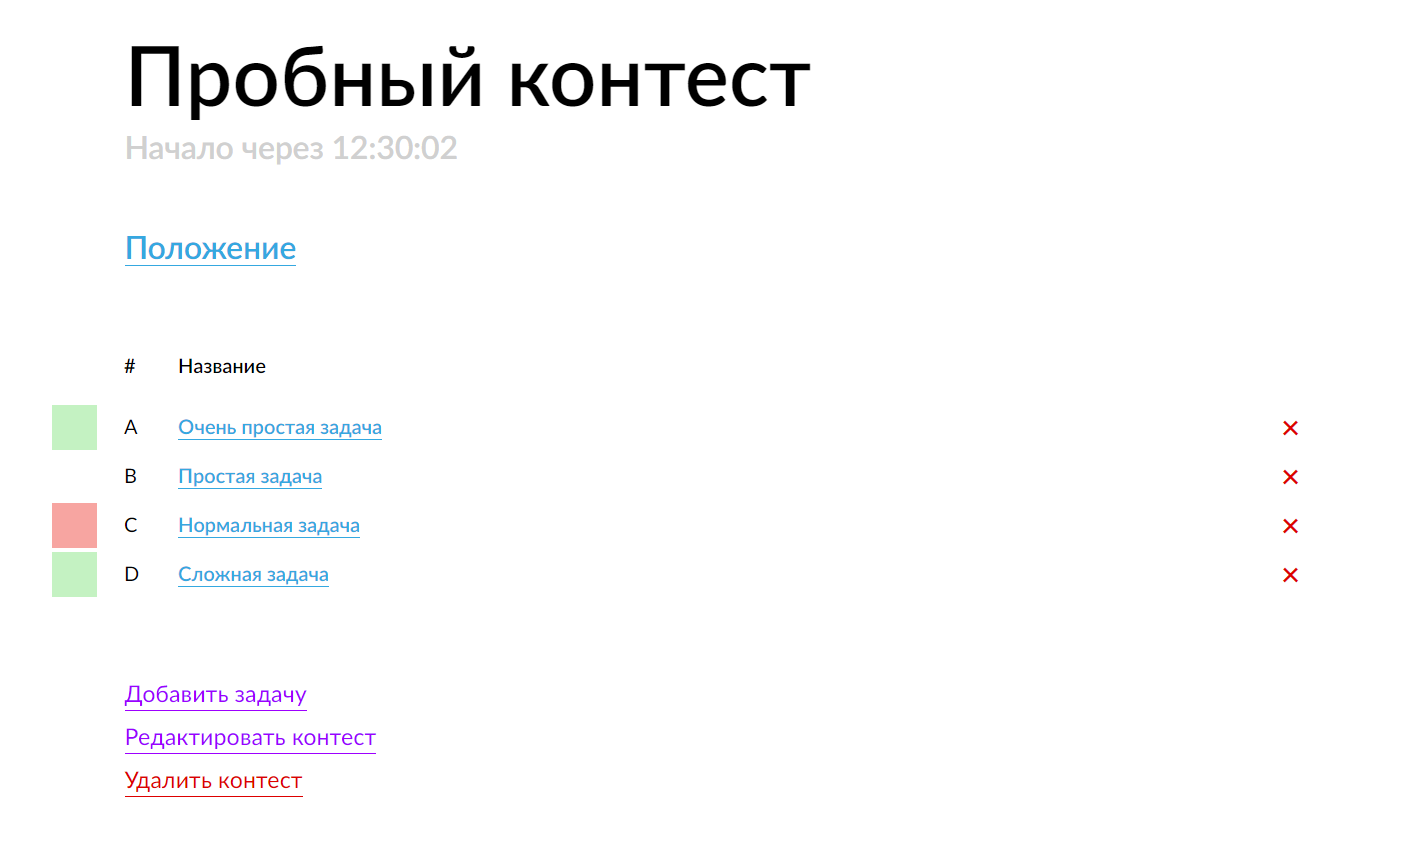 Пробный контест
Начало через 12:30:02
Положение
# Название
A Очень простая задача ✕
B Простая задача ✕
C Нормальная задача ✕
D Сложная задача ✕
Добавить задачу
Редактировать контест
Удалить контест